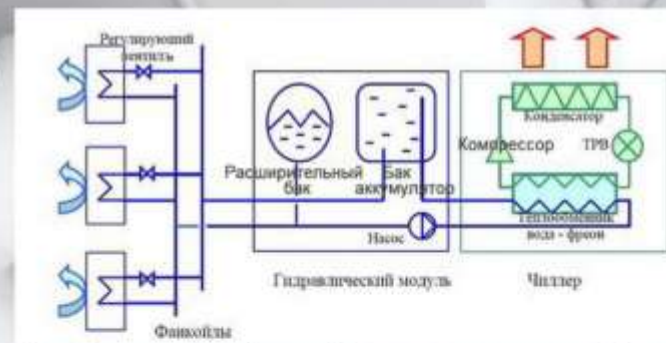 Регулирующий
вентиль
Конденсатор
Компрессор
ТРВ
Расширительный
бак
Бак
аккумулятор
Теплообменник
вода - фреон
Насос
Гидравлический модуль
Чиллер
Фанкойлы